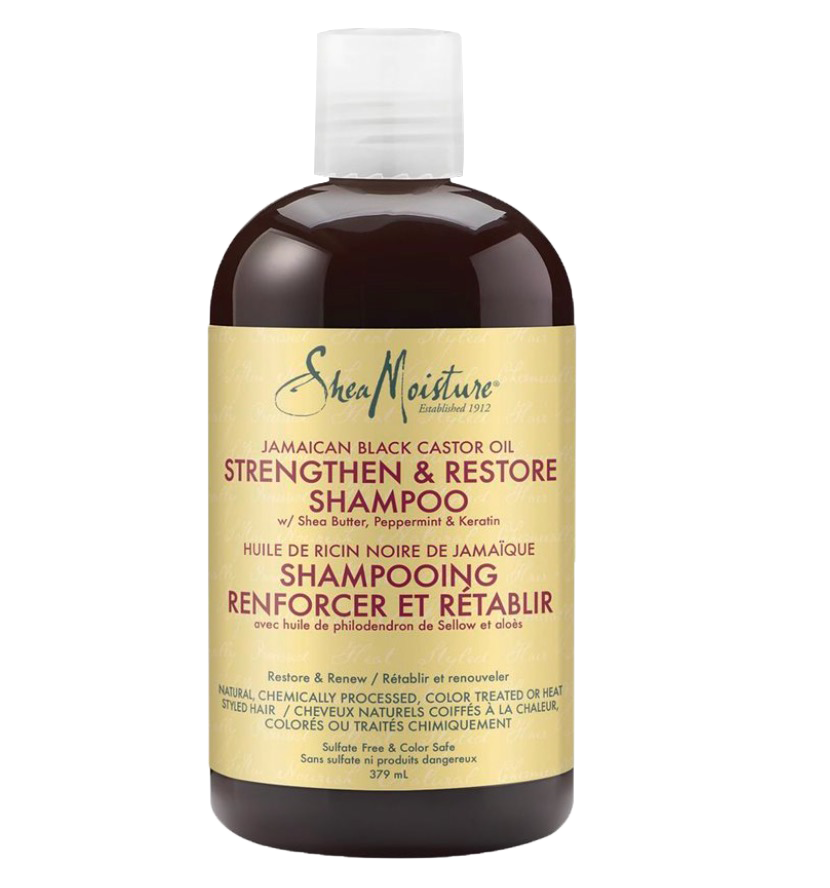 SheaMoisture®
Established 1912
JAMAICAN BLACK CASTOR OIL
STRENGTHEN & RESTORE
SHAMPOO
w/ Shea Butter, Peppermint & Keratin
HUILE DE RICIN NOIRE DE JAMAÏQUE
SHAMPOOING
RENFORCER ET RÉTABLIR
avec huile de philodendron de Sellow et aloès
Restore & Renew / Rétablir et renouveler
NATURAL, CHEMICALLY PROCESSED, COLOR TREATED OR HEAT
STYLED HAIR / CHEVEUX NATURELS COIFFÉS À LA CHALEUR,
COLORÉS OU TRAITÉS CHIMIQUEMENT
Sulfate Free & Color Safe
Sans sulfate ni produits dangereux
379 mL